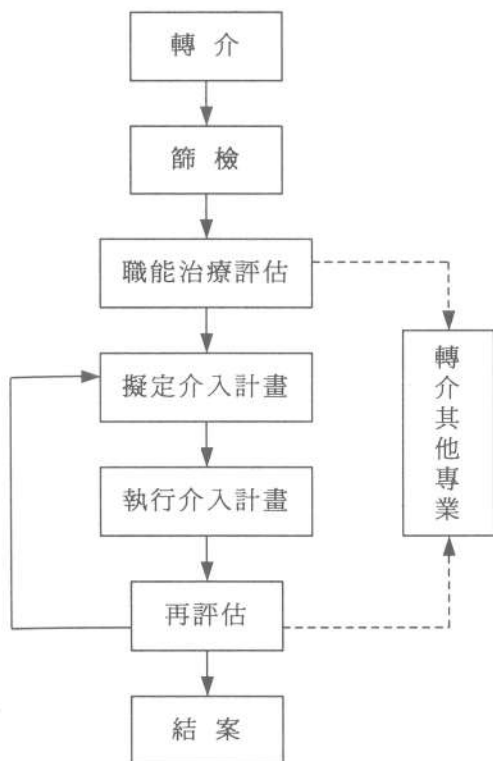 轉介
篩檢
職能治療評估
擬定介入計畫
轉介其他專業
執行介入計畫
再評估
結案